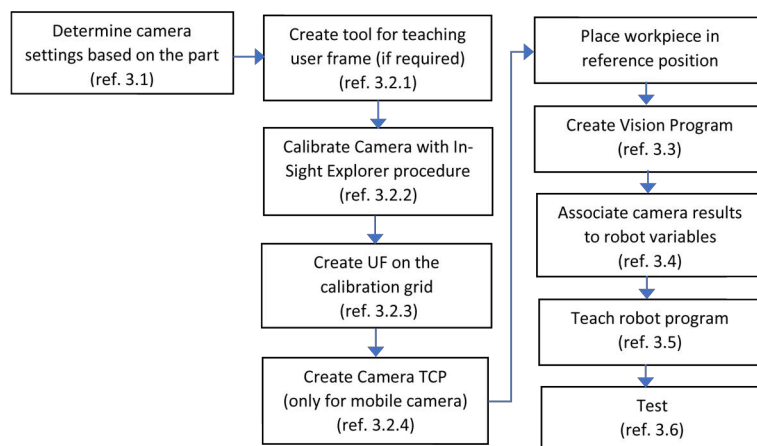 Determine camera
settings based on the part
(ref. 3.1)
Create tool for teaching
user frame (if required)
(ref. 3.2.1)
Calibrate Camera with In-
Sight Explorer procedure
(ref. 3.2.2)
Create UF on the
calibration grid
(ref. 3.2.3)
Create Camera TCP
(only for mobile camera)
(ref. 3.2.4)
Place workpiece in
reference position
Create Vision Program
(ref. 3.3)
Associate camera results
to robot variables
(ref. 3.4)
Teach robot program
(ref. 3.5)
Test
(ref. 3.6)